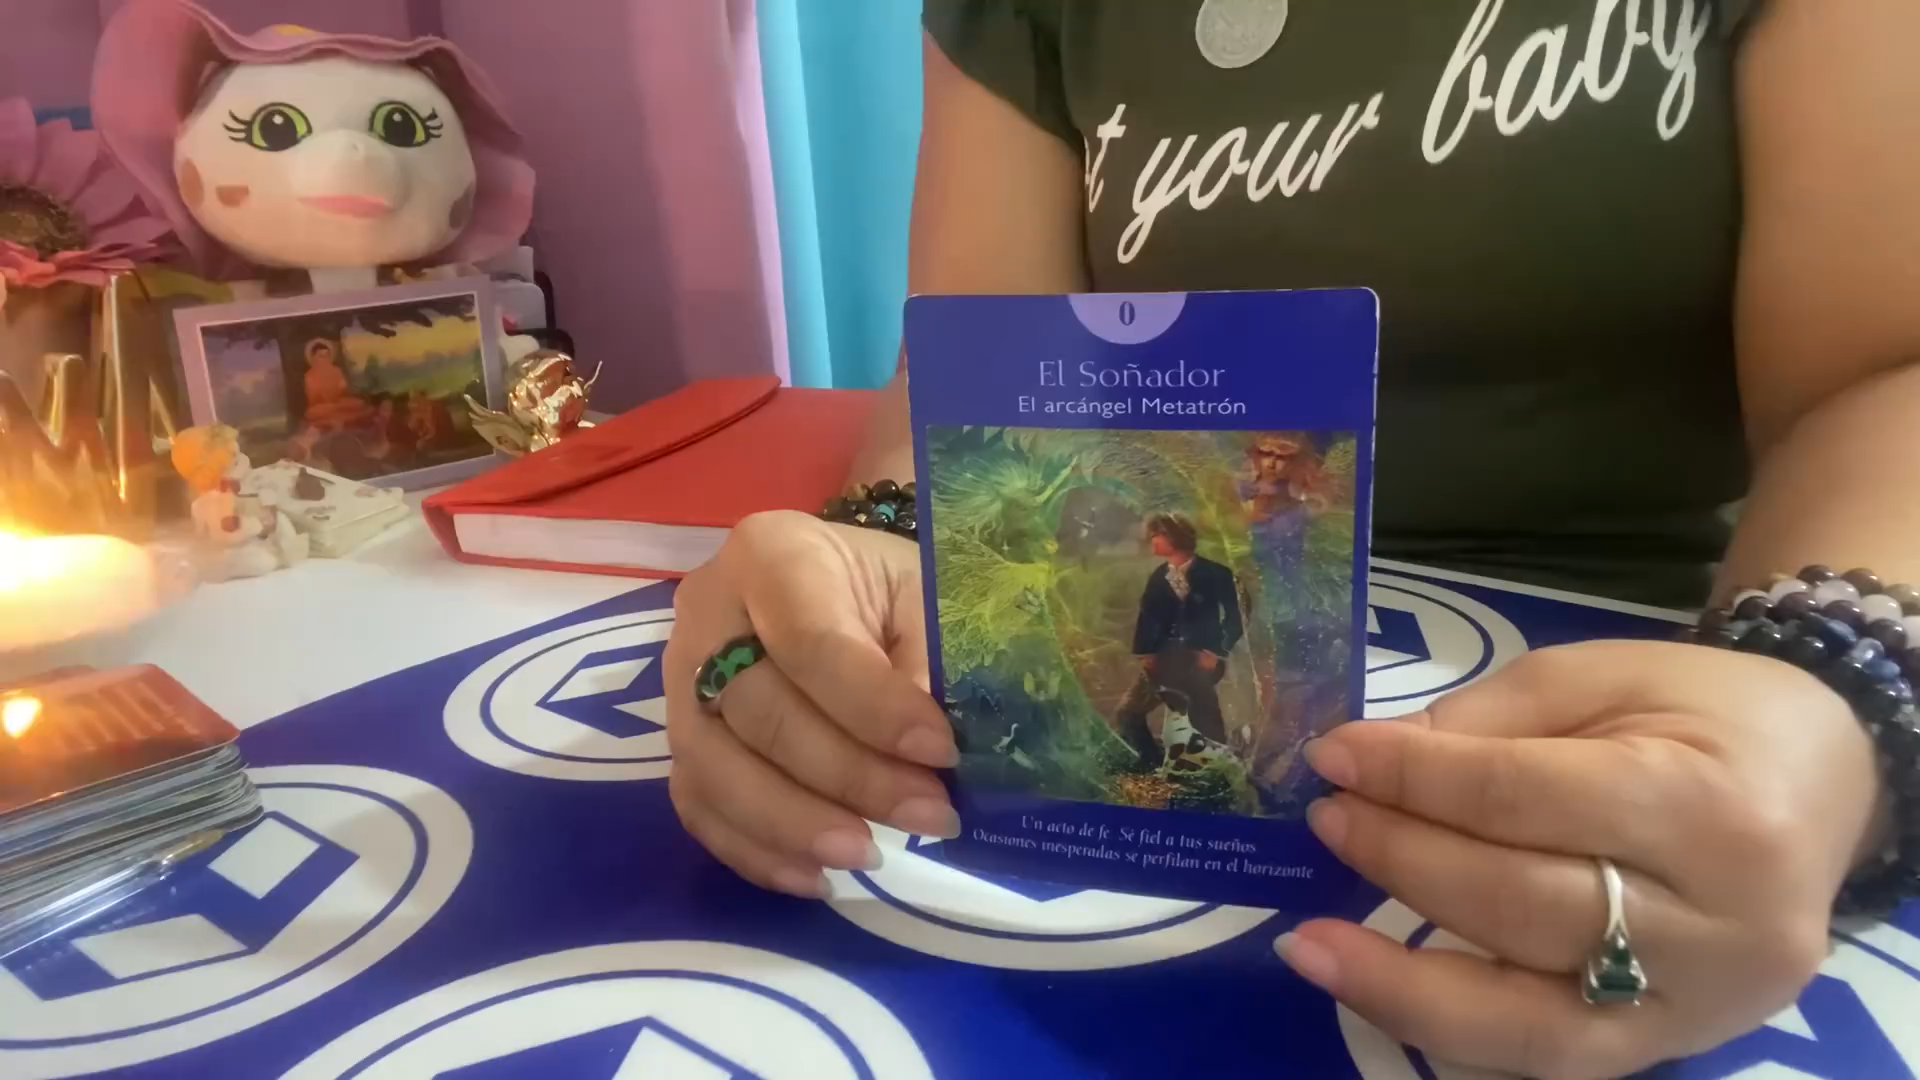 t your baby
0
El Soñador
El arcángel Metatrón
Un acto de fe Sé fiel a tus sueños
Ocasiones inesperadas se perfilan en el horizonte